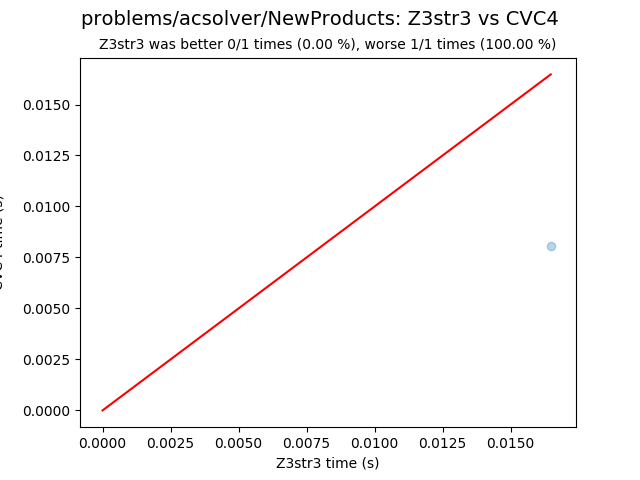 problems/acsolver/NewProducts: Z3str3 vs CVC4
Z3str3 was better 0/1 times (0.00 %), worse 1/1 times (100.00 %)
0.0150
0.0125
0.0100
0.0075
0.0050
0.0025
0.0000
0.0000 0.0025 0.0050 0.0075 0.0100 0.0125 0.0150
Z3str3 time (s)